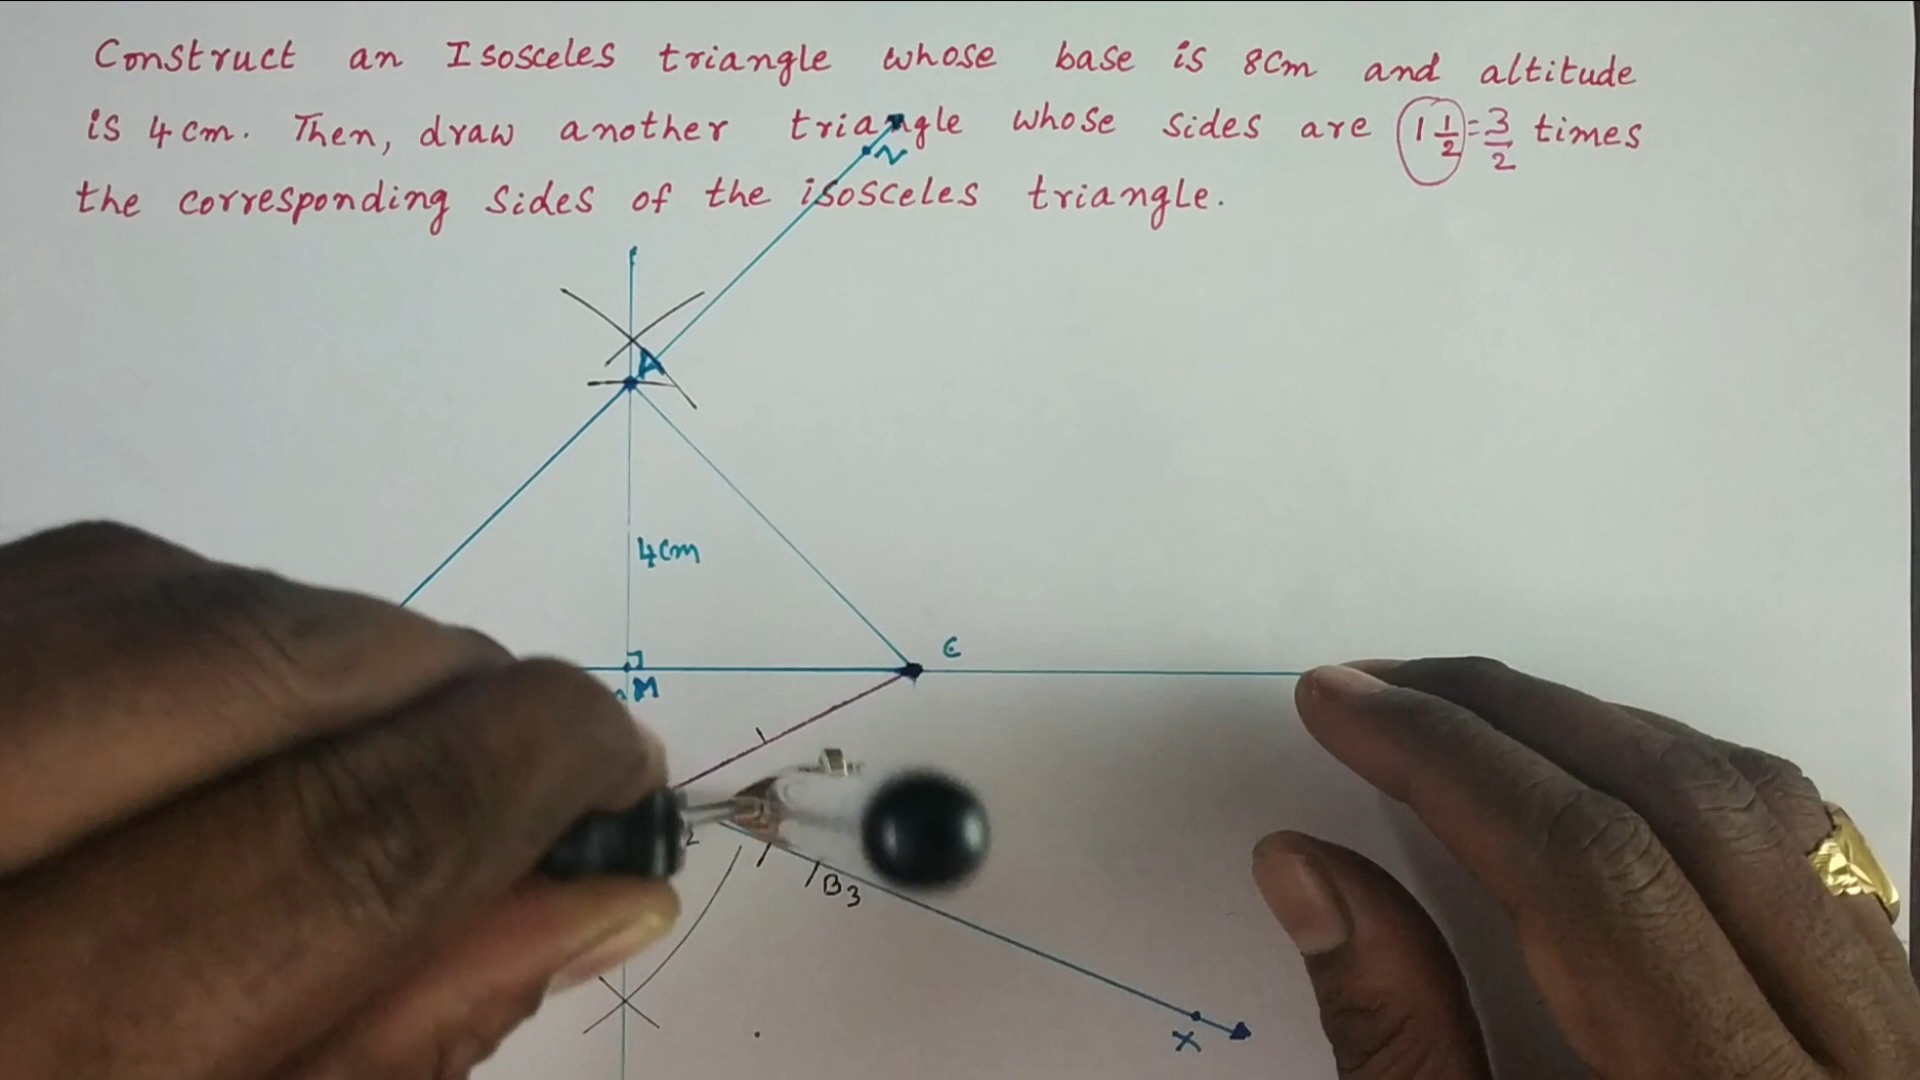 Construct an Isosceles triangle whose base is 8cm and altitude
is 4cm. Then, draw another triangle whose sides are 1 1/2 = 3/2 times
the corresponding sides of the isosceles triangle.
N
A
4cm
C
M
2
B3
X